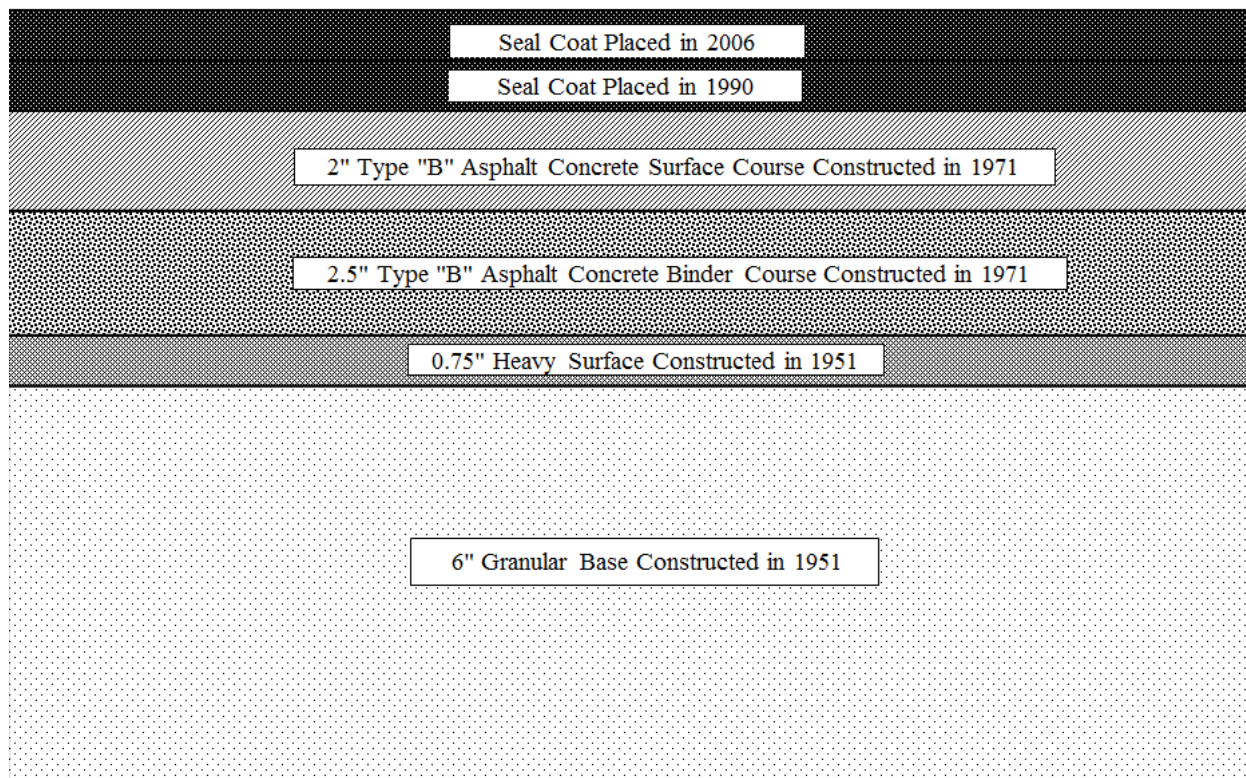 Seal Coat Placed in 2006
Seal Coat Placed in 1990
2" Type "B" Asphalt Concrete Surface Course Constructed in 1971
2.5" Type "B" Asphalt Concrete Binder Course Constructed in 1971
0.75" Heavy Surface Constructed in 1951
6" Granular Base Constructed in 1951